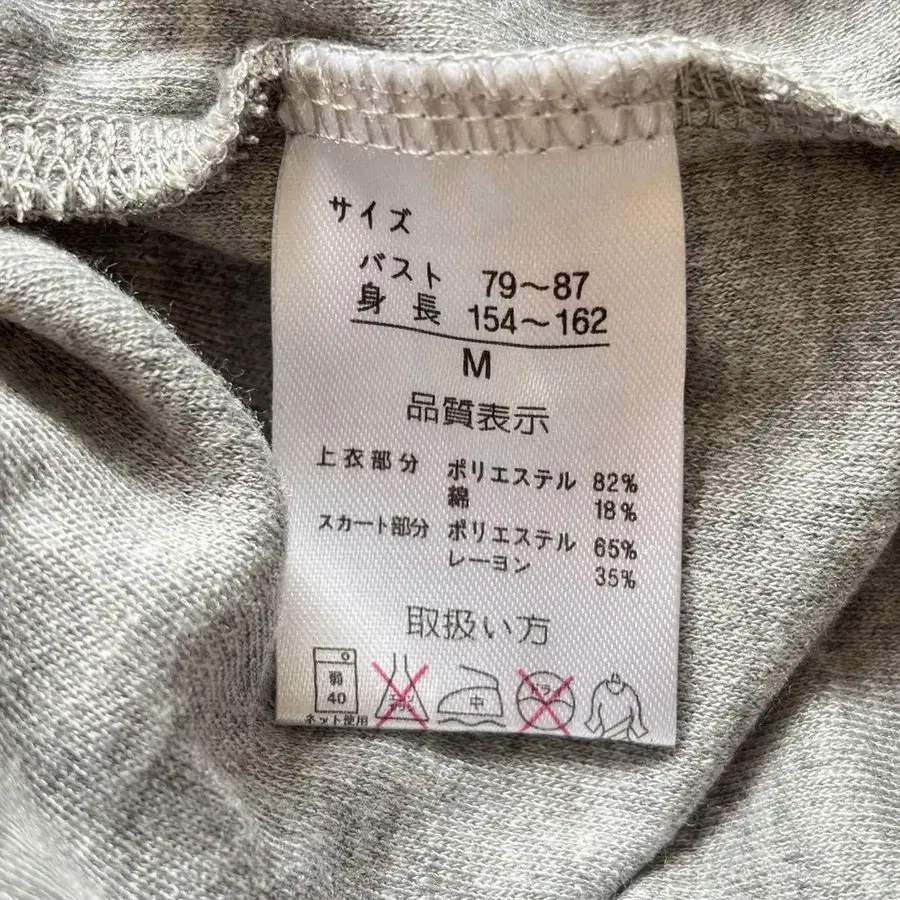 サイズ
バスト 79～87
身長 154～162
M
品質表示
上衣部分 ポリエステル 82%
綿 18%
スカート部分 ポリエステル 65%
レーヨン 35%
取扱い方
弱
40
中
ネット使用